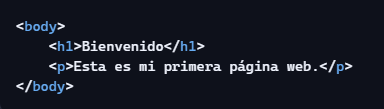 <body>
    <h1>Bienvenido</h1>
    <p>Esta es mi primera página web.</p>
</body>